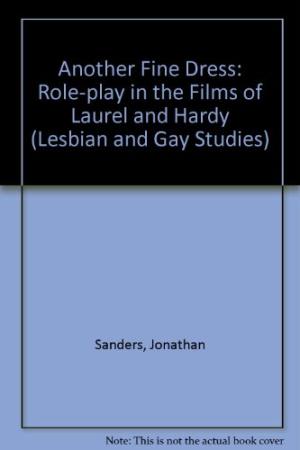 Another Fine Dress:
Role-play in the Films of
Laurel and Hardy
(Lesbian and Gay Studies)
Sanders, Jonathan
Note: This is not the actual book cover